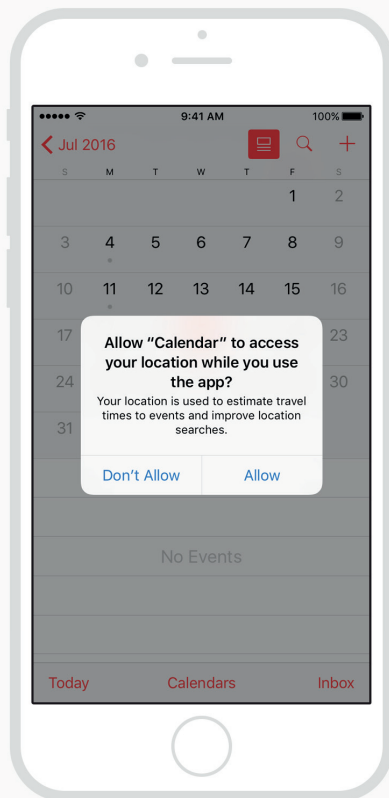 9:41 AM 100%
Jul 2016
S M T W T F S
1 2
3 4 5 6 7 8 9
10 11 12 13 14 15 16
17 23
24 30
31
Allow “Calendar” to access
your location while you use
the app?
Your location is used to estimate travel
times to events and improve location
searches.
Don’t Allow Allow
No Events
Today Calendars Inbox